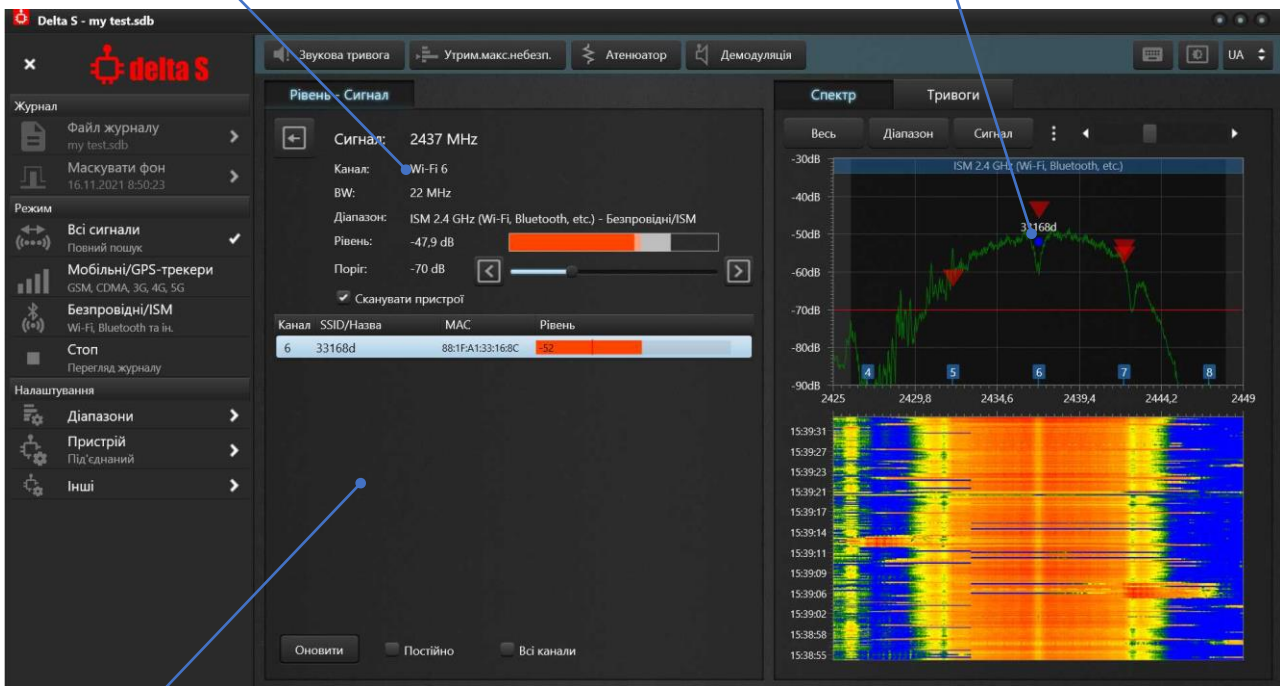 Delta S - my test.sdb
delta S
Звукова тривога
Утрим.макс.небезп.
Атенюатор
Демодуляція
UA
Журнал
Файл журналу
my test.sdb
Маскувати фон
16.11.2021 8:50:23
Режим
Всі сигнали
Повний пошук
Мобільні/GPS-трекери
GSM, CDMA, 3G, 4G, 5G
Безпровідні/ISM
Wi-Fi, Bluetooth та ін.
Стоп
Перегляд журналу
Налаштування
Діапазони
Пристрій
Під'єднаний
Інші
Рівень - Сигнал
Сигнал: 2437 MHz
Канал: Wi-Fi 6
BW: 22 MHz
Діапазон: ISM 2.4 GHz (Wi-Fi, Bluetooth, etc.) - Безпровідні/ISM
Рівень: -47,9 dB
Поріг: -70 dB
Сканувати пристрої
Канал SSID/Назва MAC Рівень
6 33168d 88:1F:A1:33:16:8C -52
Оновити Постійно Всі канали
Спектр Тривоги
Весь Діапазон Сигнал
ISM 2.4 GHz (Wi-Fi, Bluetooth, etc.)
33168d
-30dB
-40dB
-50dB
-60dB
-70dB
-80dB
-90dB
4 5 6 7 8
2425 2429,8 2434,6 2439,4 2444,2 2449
15:39:31
15:39:27
15:39:23
15:39:21
15:39:17
15:39:14
15:39:11
15:39:09
15:39:06
15:39:02
15:38:58
15:38:55